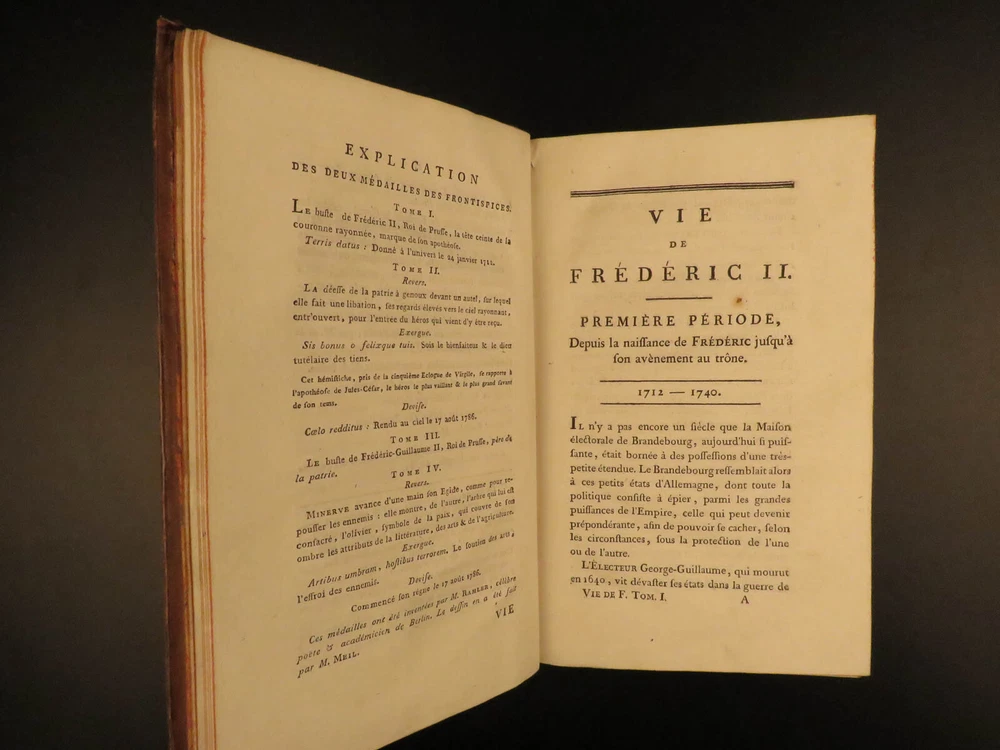 EXPLICATION
DES DEUX MÉDAILLES DES FRONTISPICES.
TOME I.
LE buſte de Frédéric II, Roi de Pruſſe, la tête ceinte de la
couronne rayonnée, marque de ſon apothéoſe.
Terris datus : Donné à l'univers le 24 janvier 1712.
TOME II.
Revers.
LA déeſſe de la patrie à genoux devant un autel, ſur lequel
elle fait une libation, ſes regards élevés vers le ciel rayonnant,
entr'ouvert, pour l'entrée du héros qui vient d'y être reçu.
Exergue.
Sis bonus o felixque tuis. Sois le bienfaiteur & le dieu
tutélaire des tiens.
Cet hémiſtiche, pris de la cinquième Eclogue de Virgile, ſe rapporte à
l'apothéoſe de Jules-Céſar, le héros le plus vaillant & le plus grand ſavant
de ſon tems.
Deviſe.
Cœlo redditus : Rendu au ciel le 17 août 1786.
TOME III.
LE buſte de Frédéric-Guillaume II, Roi de Pruſſe, père de
la patrie.
TOME IV.
Revers.
MINERVE avance d'une main ſon Egide, comme pour re-
pouſſer les ennemis : elle montre, de l'autre, l'arbre qui lui eſt
conſacré, l'olivier, ſymbole de la paix, qui couvre de ſon
ombre les attributs de la littérature, des arts & de l'agriculture.
Exergue.
Artibus umbram, hoſtibus terrorem. Le ſoutien des arts,
l'effroi des ennemis.
Deviſe.
Commencé ſon règne le 17 août 1786.
Ces médailles ont été inventées par M. RAMLER, célèbre
poëte & académicien de Berlin. Le deſſin en a été fait
par M. MEIL.
VIE
VIE
DE
FRÉDÉRIC II.
PREMIÈRE PÉRIODE,
Depuis la naiſſance de FRÉDÉRIC juſqu'à
ſon avènement au trône.
1712 — 1740.
IL n'y a pas encore un ſiécle que la Maiſon
électorale de Brandebourg, aujourd'hui ſi puiſ-
ſante, était bornée à des poſſeſſions d'une très-
petite étendue. Le Brandebourg reſſemblait alors
à ces petits états d'Allemagne, dont toute la
politique conſiſte à épier, parmi les grandes
puiſſances de l'Empire, celle qui peut devenir
prépondérante, afin de pouvoir ſe cacher, ſelon
les circonſtances, ſous la protection de l'une
ou de l'autre.
L'ÉLECTEUR George-Guillaume, qui mourut
en 1640, vit dévaſter ſes états dans la guerre de
VIE DE F. TOM. I. A